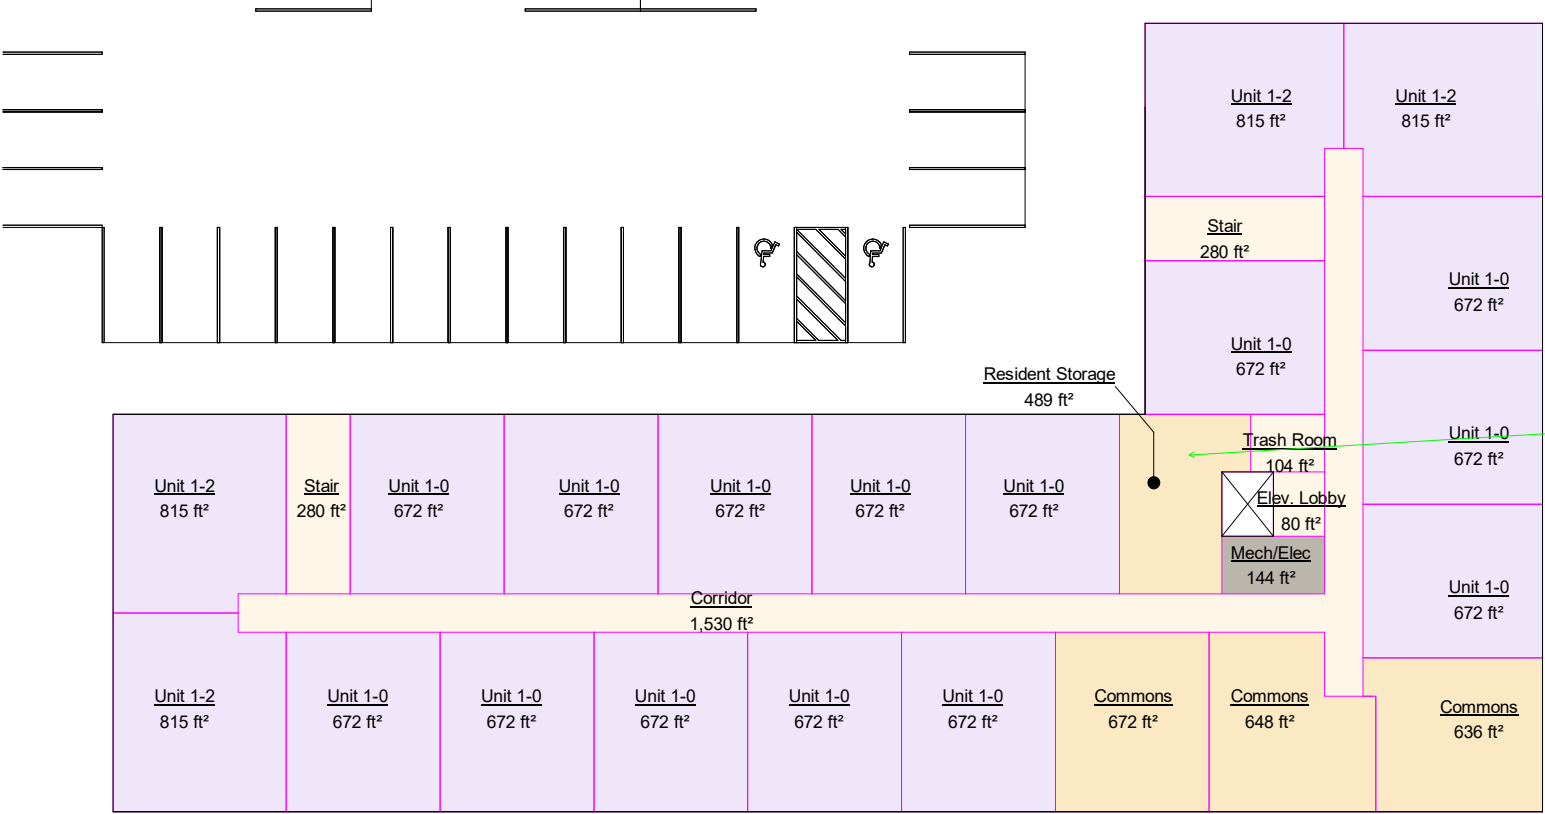 Unit 1-2
815 ft²
Unit 1-2
815 ft²
Stair
280 ft²
Unit 1-0
672 ft²
Unit 1-0
672 ft²
Resident Storage
489 ft²
Trash Room
104 ft²
Unit 1-0
672 ft²
Unit 1-2
815 ft²
Stair
280 ft²
Unit 1-0
672 ft²
Unit 1-0
672 ft²
Unit 1-0
672 ft²
Unit 1-0
672 ft²
Unit 1-0
672 ft²
Elev. Lobby
80 ft²
Mech/Elec
144 ft²
Unit 1-0
672 ft²
Corridor
1,530 ft²
Unit 1-2
815 ft²
Unit 1-0
672 ft²
Unit 1-0
672 ft²
Unit 1-0
672 ft²
Unit 1-0
672 ft²
Unit 1-0
672 ft²
Commons
672 ft²
Commons
648 ft²
Commons
636 ft²